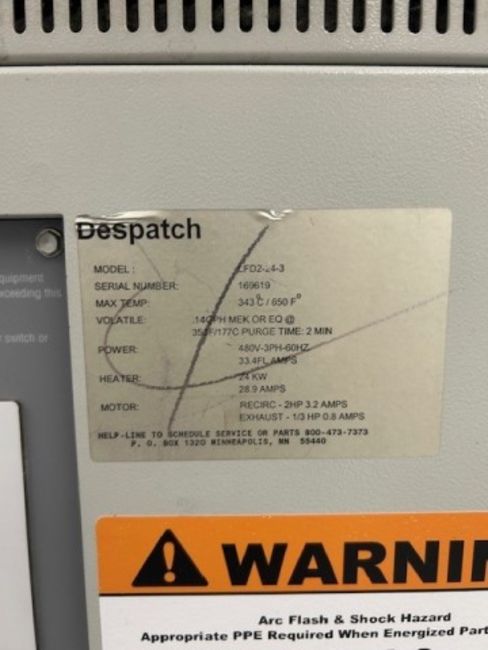 Despatch
MODEL : LFD2-24-3
SERIAL NUMBER: 169619
MAX TEMP: 343°C / 650 F°
VOLATILE: .14GPH MEK OR EQ @
350F/177C PURGE TIME: 2 MIN
POWER: 480V-3PH-60HZ
33.4FL AMPS
HEATER: 24 KW
28.9 AMPS
MOTOR: RECIRC - 2HP 3.2 AMPS
EXHAUST - 1/3 HP 0.8 AMPS
HELP-LINE TO SCHEDULE SERVICE OR PARTS 800-473-7373
P. O. BOX 1320 MINNEAPOLIS, MN 55440
equipment
exceeding this
switch or
WARNIN
Arc Flash & Shock Hazard
Appropriate PPE Required When Energized Part